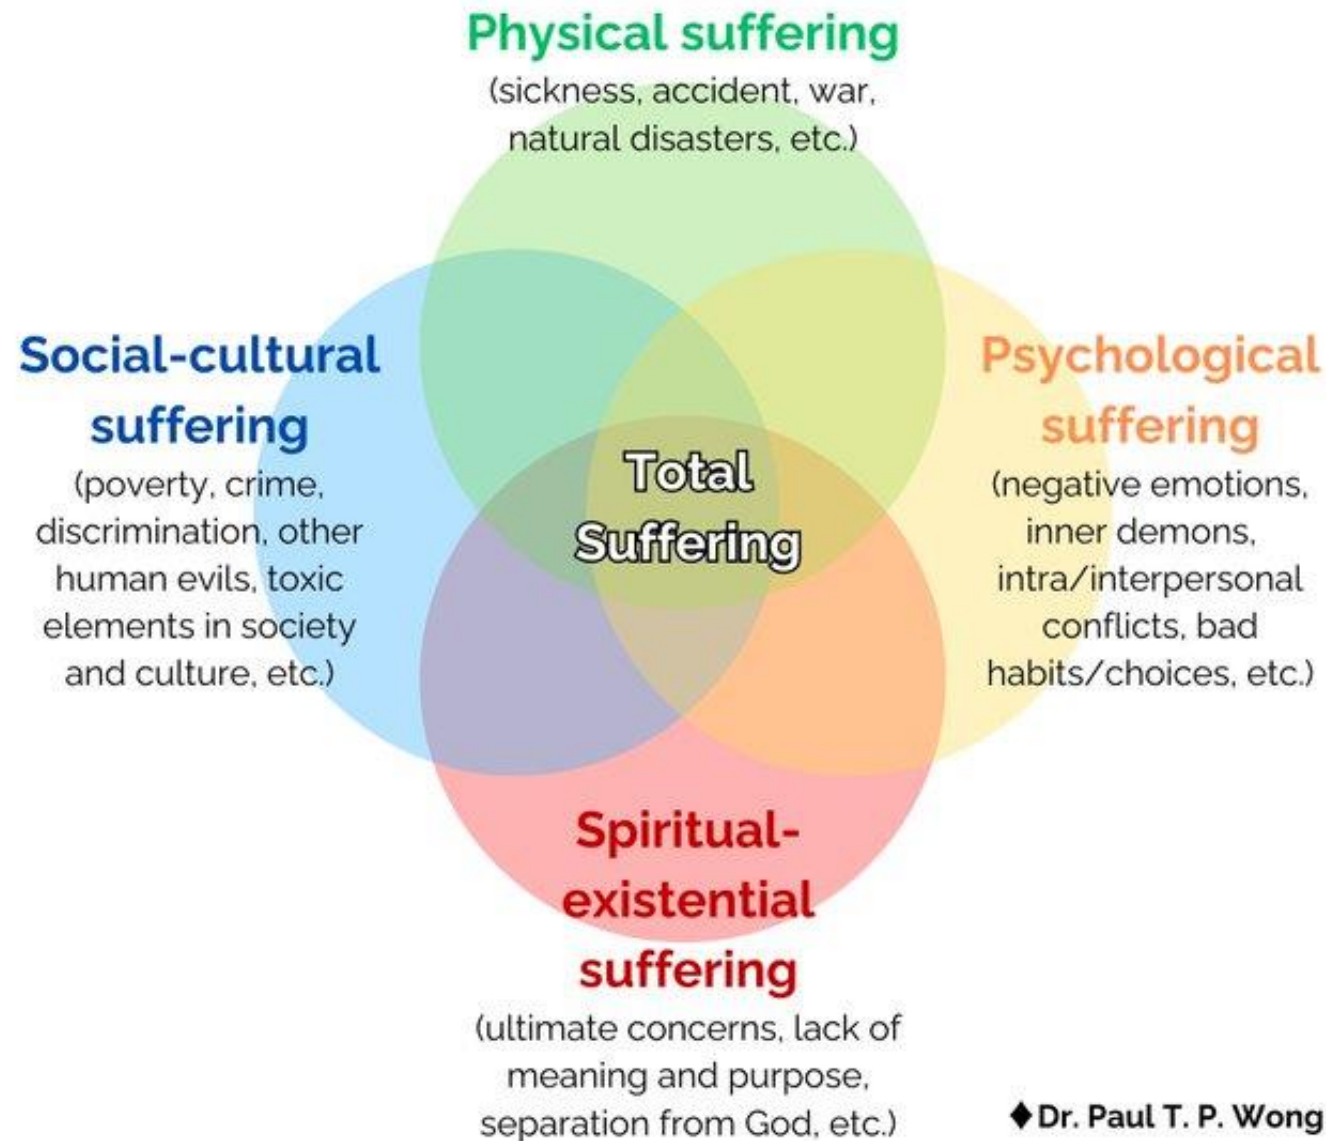 Physical suffering
(sickness, accident, war,
natural disasters, etc.)
Social-cultural
suffering
(poverty, crime,
discrimination, other
human evils, toxic
elements in society
and culture, etc.)
Total
Suffering
Psychological
suffering
(negative emotions,
inner demons,
intra/interpersonal
conflicts, bad
habits/choices, etc.)
Spiritual-
existential
suffering
(ultimate concerns, lack of
meaning and purpose,
separation from God, etc.)
♦Dr. Paul T. P. Wong